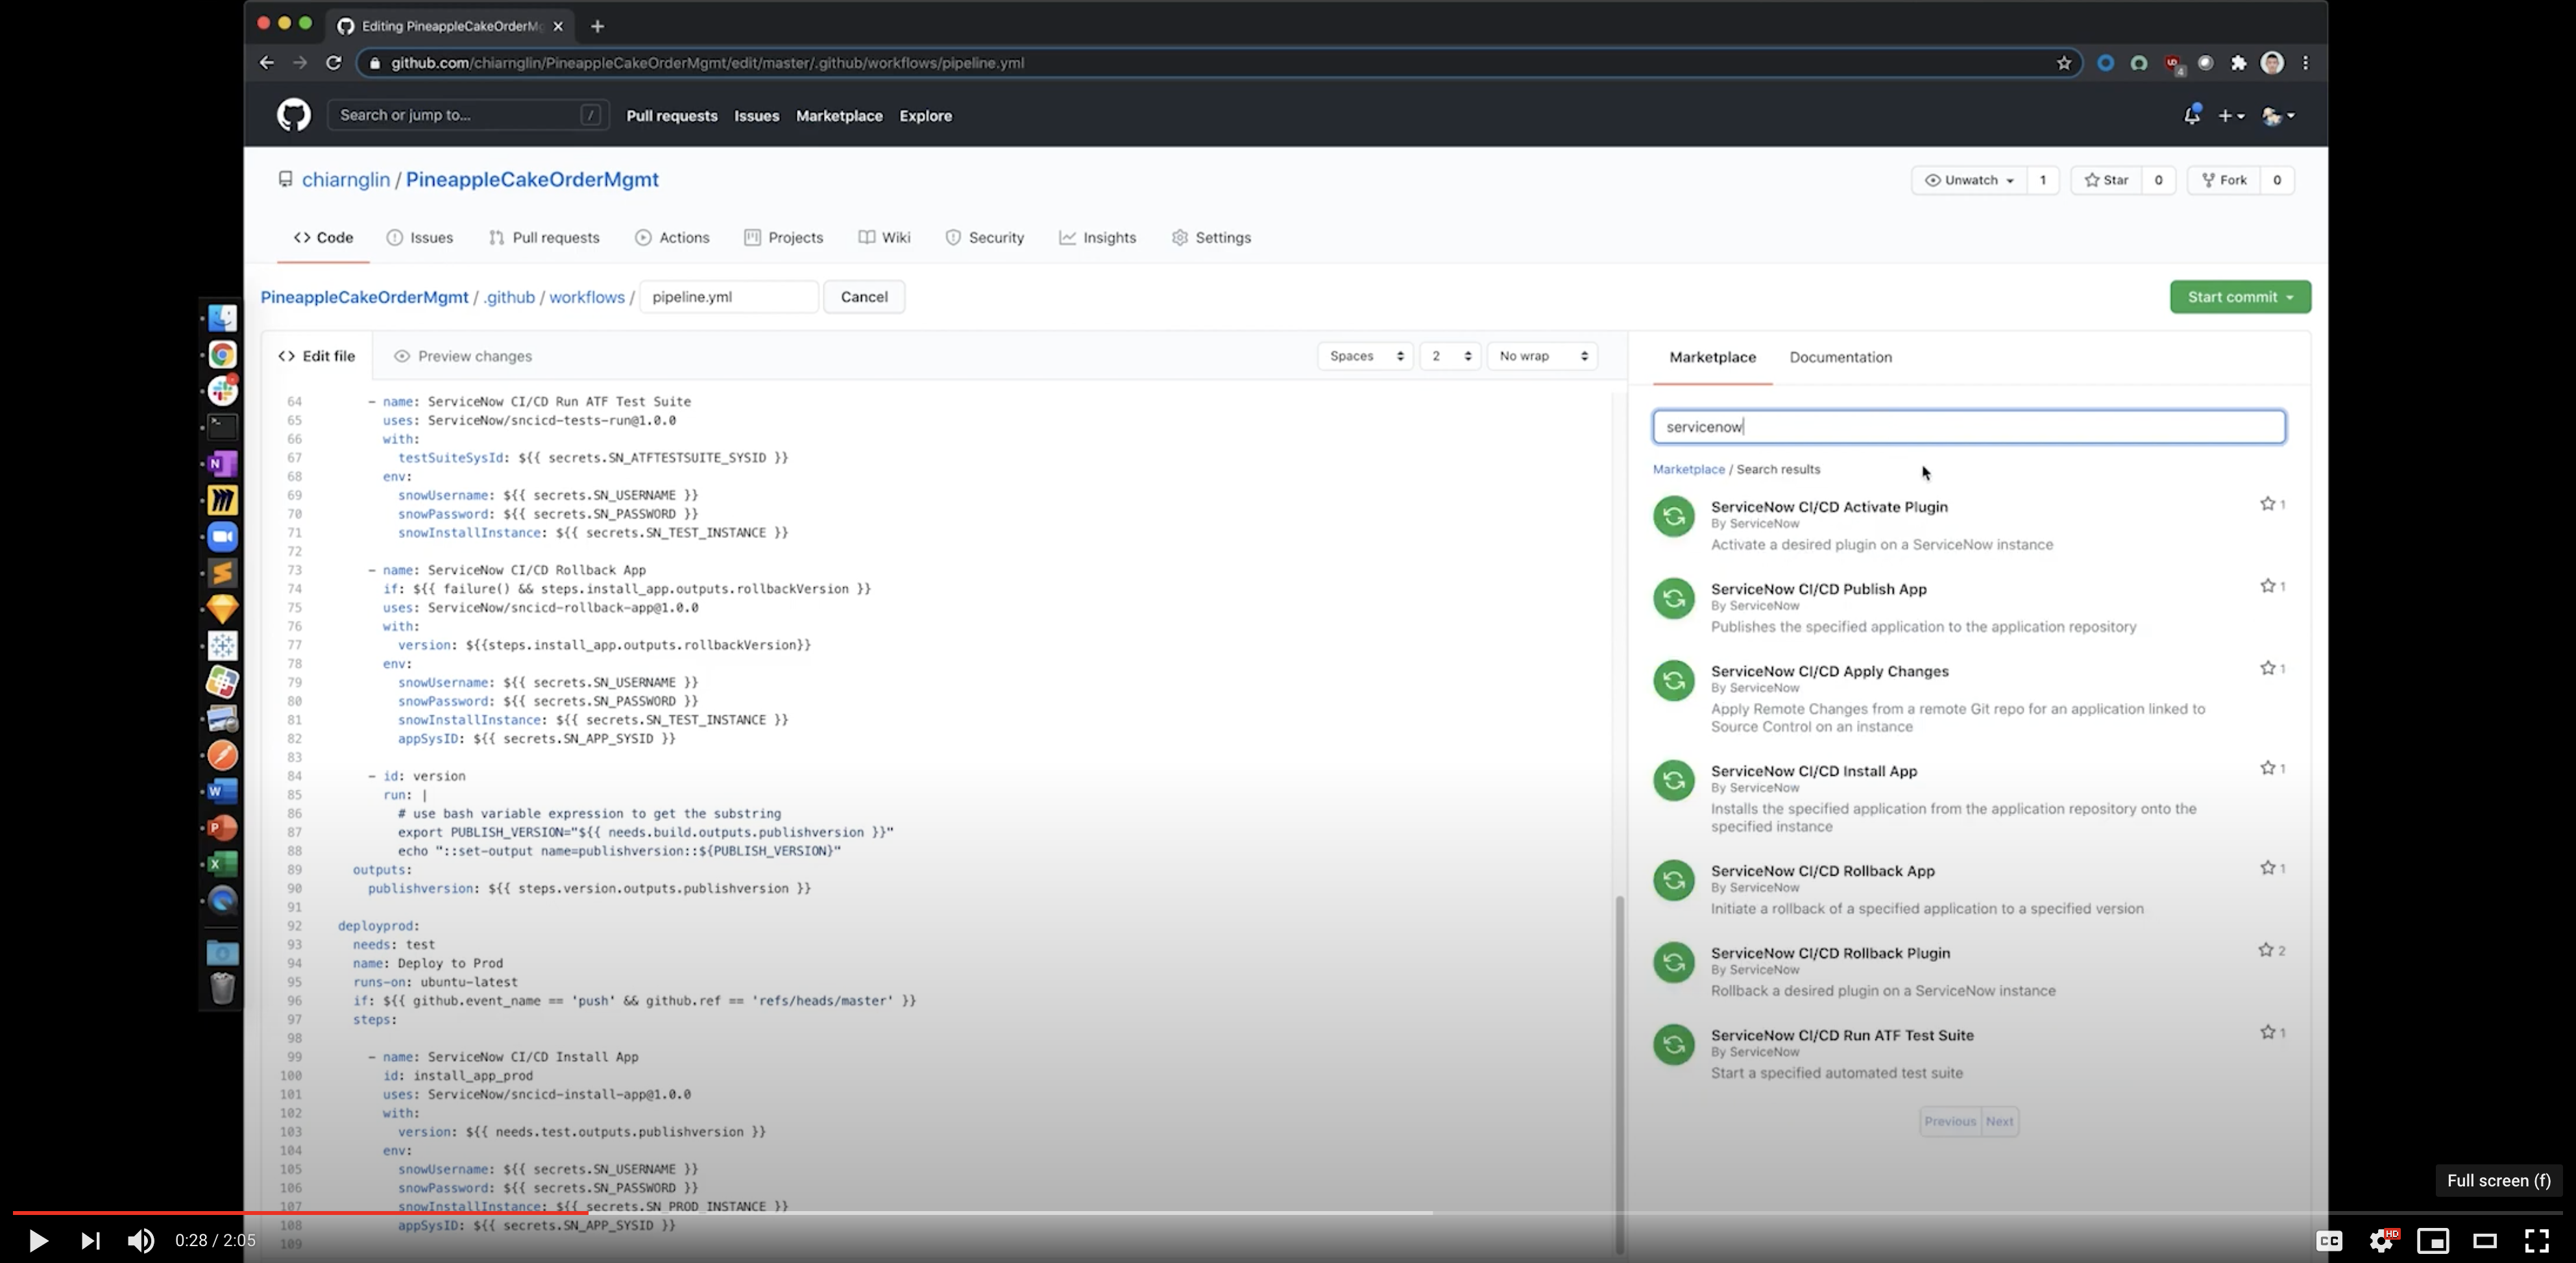 Editing PineappleCakeOrderM
github.com/chiarnglin/PineappleCakeOrderMgmt/edit/master/.github/workflows/pipeline.yml
4
Search or jump to... /
Pull requests Issues Marketplace Explore
chiarnglin / PineappleCakeOrderMgmt
Unwatch 1 Star 0 Fork 0
Code Issues Pull requests Actions Projects Wiki Security Insights Settings
PineappleCakeOrderMgmt / .github / workflows / pipeline.yml Cancel
Start commit
Edit file Preview changes
Spaces 2 No wrap
64 - name: ServiceNow CI/CD Run ATF Test Suite
65 uses: ServiceNow/sncicd-tests-run@1.0.0
66 with:
67 testSuiteSysId: ${{ secrets.SN_ATFTESTSUITE_SYSID }}
68 env:
69 snowUsername: ${{ secrets.SN_USERNAME }}
70 snowPassword: ${{ secrets.SN_PASSWORD }}
71 snowInstallInstance: ${{ secrets.SN_TEST_INSTANCE }}
72
73 - name: ServiceNow CI/CD Rollback App
74 if: ${{ failure() && steps.install_app.outputs.rollbackVersion }}
75 uses: ServiceNow/sncicd-rollback-app@1.0.0
76 with:
77 version: ${{steps.install_app.outputs.rollbackVersion}}
78 env:
79 snowUsername: ${{ secrets.SN_USERNAME }}
80 snowPassword: ${{ secrets.SN_PASSWORD }}
81 snowInstallInstance: ${{ secrets.SN_TEST_INSTANCE }}
82 appSysID: ${{ secrets.SN_APP_SYSID }}
83
84 - id: version
85 run: |
86 # use bash variable expression to get the substring
87 export PUBLISH_VERSION="${{ needs.build.outputs.publishversion }}"
88 echo "::set-output name=publishversion::${PUBLISH_VERSION}"
89 outputs:
90 publishversion: ${{ steps.version.outputs.publishversion }}
91
92 deployprod:
93 needs: test
94 name: Deploy to Prod
95 runs-on: ubuntu-latest
96 if: ${{ github.event_name == 'push' && github.ref == 'refs/heads/master' }}
97 steps:
98
99 - name: ServiceNow CI/CD Install App
100 id: install_app_prod
101 uses: ServiceNow/sncicd-install-app@1.0.0
102 with:
103 version: ${{ needs.test.outputs.publishversion }}
104 env:
105 snowUsername: ${{ secrets.SN_USERNAME }}
106 snowPassword: ${{ secrets.SN_PASSWORD }}
107 snowInstallInstance: ${{ secrets.SN_PROD_INSTANCE }}
108 appSysID: ${{ secrets.SN_APP_SYSID }}
109
Marketplace Documentation
servicenow
Marketplace / Search results
ServiceNow CI/CD Activate Plugin 1
By ServiceNow
Activate a desired plugin on a ServiceNow instance
ServiceNow CI/CD Publish App 1
By ServiceNow
Publishes the specified application to the application repository
ServiceNow CI/CD Apply Changes 1
By ServiceNow
Apply Remote Changes from a remote Git repo for an application linked to
Source Control on an instance
ServiceNow CI/CD Install App 1
By ServiceNow
Installs the specified application from the application repository onto the
specified instance
ServiceNow CI/CD Rollback App 1
By ServiceNow
Initiate a rollback of a specified application to a specified version
ServiceNow CI/CD Rollback Plugin 2
By ServiceNow
Rollback a desired plugin on a ServiceNow instance
ServiceNow CI/CD Run ATF Test Suite 1
By ServiceNow
Start a specified automated test suite
Previous Next
Full screen (f)
0:28 / 2:05
CC HD